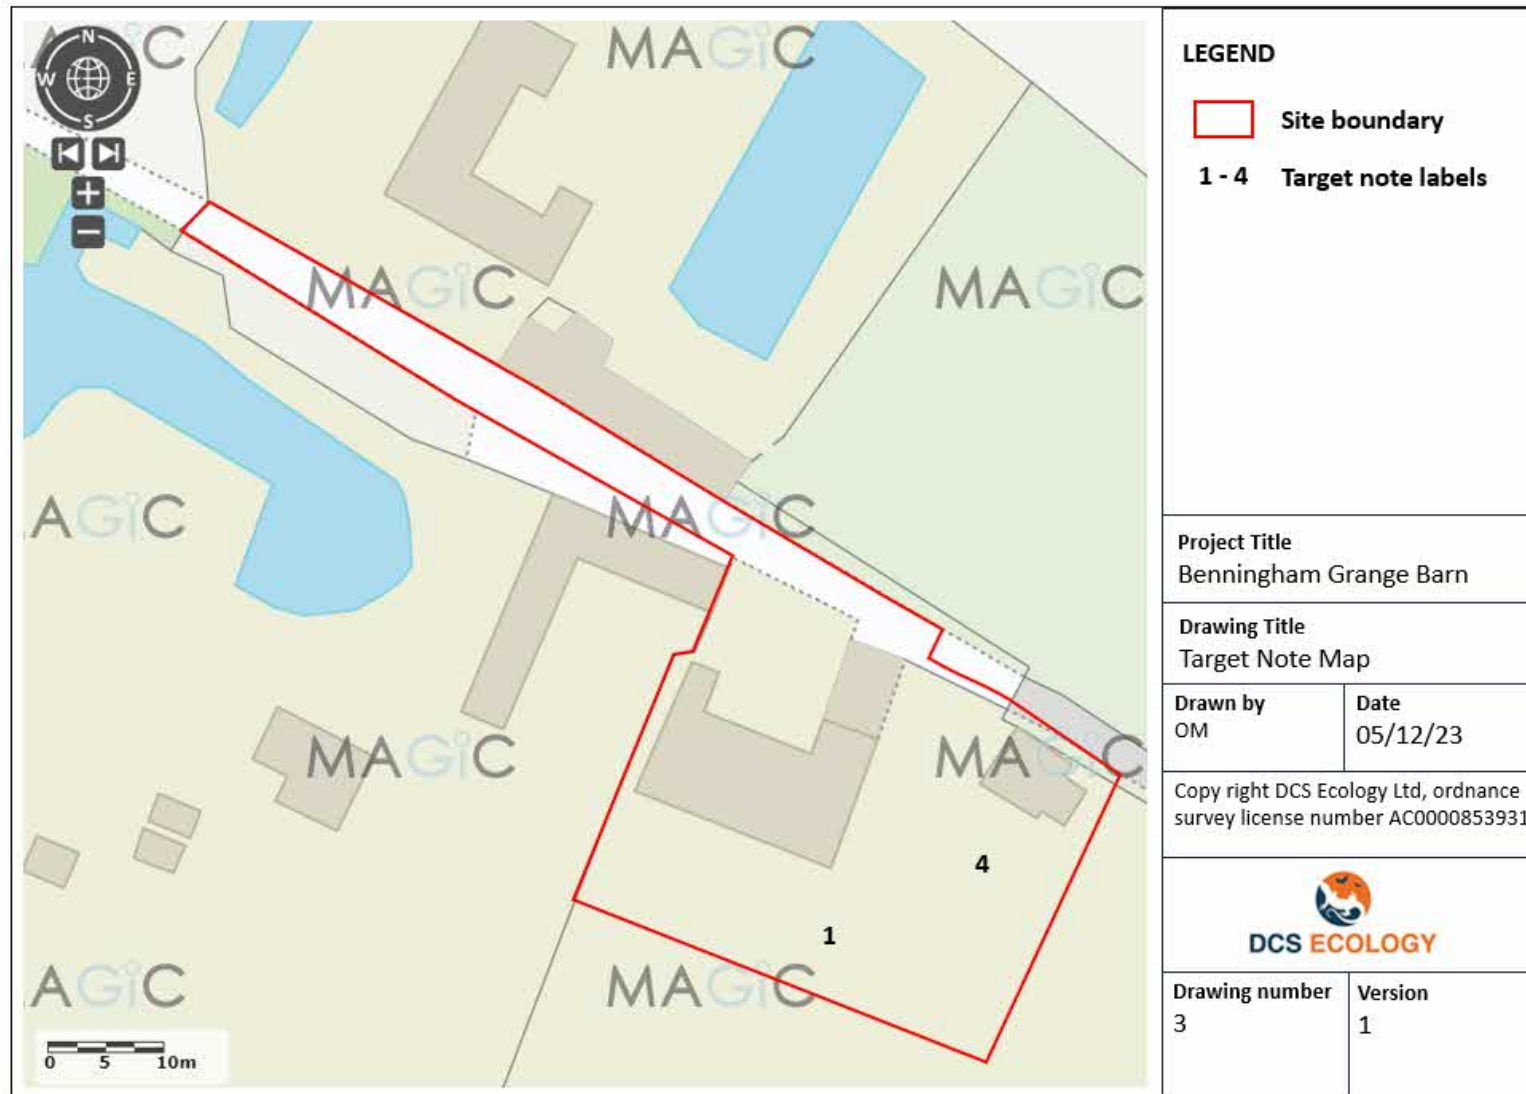 N
W
E
S
AGiC
MAGiC
MAGiC
MAGiC
AGiC
MAGiC
MAGiC
MAGiC
4
1
AGiC
MAGiC
0 5 10m
LEGEND
Site boundary
1 - 4 Target note labels
Project Title
Benningham Grange Barn
Drawing Title
Target Note Map
Drawn by
OM
Date
05/12/23
Copy right DCS Ecology Ltd, ordnance
survey license number AC0000853931
DCS ECOLOGY
Drawing number
3
Version
1